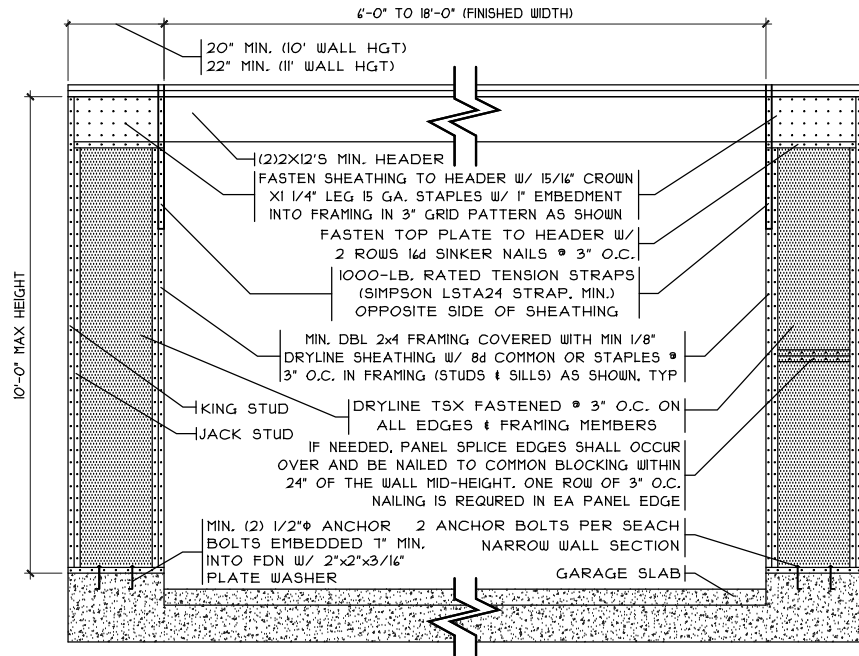 6'-0" TO 18'-0" (FINISHED WIDTH)
20" MIN. (10' WALL HGT)
22" MIN. (11' WALL HGT)
(2)2X12'S MIN. HEADER
FASTEN SHEATHING TO HEADER W/ 15/16" CROWN
X1 1/4" LEG 15 GA. STAPLES W/ 1" EMBEDMENT
INTO FRAMING IN 3" GRID PATTERN AS SHOWN
FASTEN TOP PLATE TO HEADER W/
2 ROWS 16d SINKER NAILS @ 3" O.C.
1000-LB. RATED TENSION STRAPS
(SIMPSON LSTA24 STRAP, MIN.)
OPPOSITE SIDE OF SHEATHING
MIN. DBL 2x4 FRAMING COVERED WITH MIN 1/8"
DRYLINE SHEATHING W/ 8d COMMON OR STAPLES @
3" O.C. IN FRAMING (STUDS & SILLS) AS SHOWN, TYP
10'-0" MAX HEIGHT
KING STUD
JACK STUD
DRYLINE TSX FASTENED @ 3" O.C. ON
ALL EDGES & FRAMING MEMBERS
IF NEEDED, PANEL SPLICE EDGES SHALL OCCUR
OVER AND BE NAILED TO COMMON BLOCKING WITHIN
24" OF THE WALL MID-HEIGHT. ONE ROW OF 3" O.C.
NAILING IS REQURED IN EA PANEL EDGE
MIN. (2) 1/2"ϕ ANCHOR
BOLTS EMBEDDED 7" MIN.
INTO FDN W/ 2"x2"x3/16"
PLATE WASHER
2 ANCHOR BOLTS PER SEACH
NARROW WALL SECTION
GARAGE SLAB